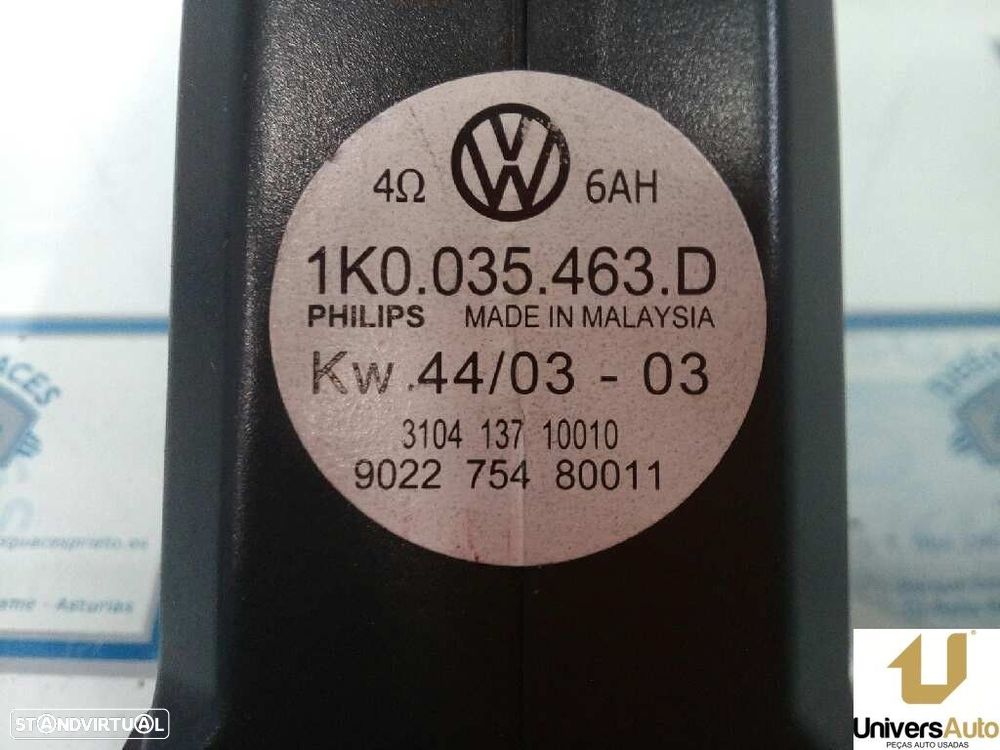 4Ω 6AH
1K0.035.463.D
PHILIPS MADE IN MALAYSIA
Kw.44/03 - 03
3104 137 10010
9022 754 80011
Asturias
STANDVIRTUAL
UniversAuto
PEÇAS AUTO USADAS